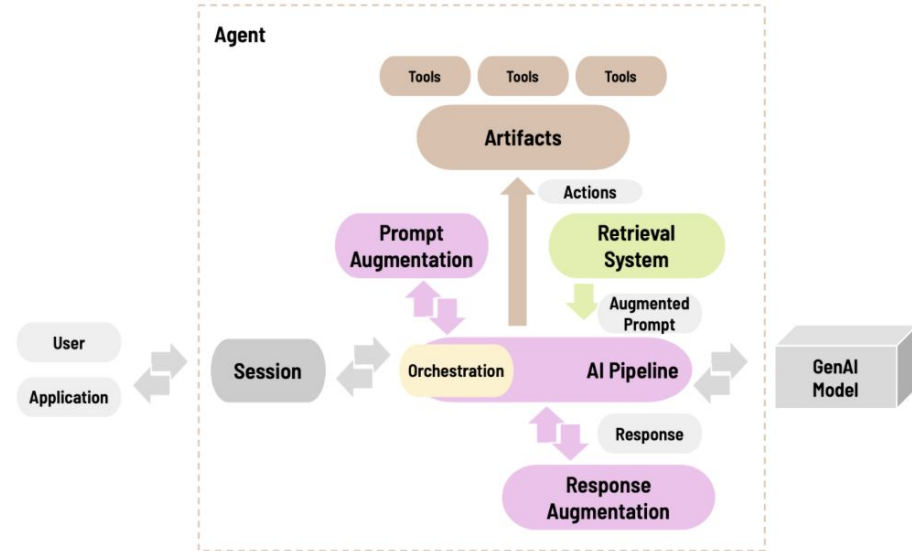 Agent
Tools
Tools
Tools
Artifacts
Actions
Prompt
Augmentation
Retrieval
System
Augmented
Prompt
User
Application
Session
Orchestration
AI Pipeline
GenAI
Model
Response
Response
Augmentation